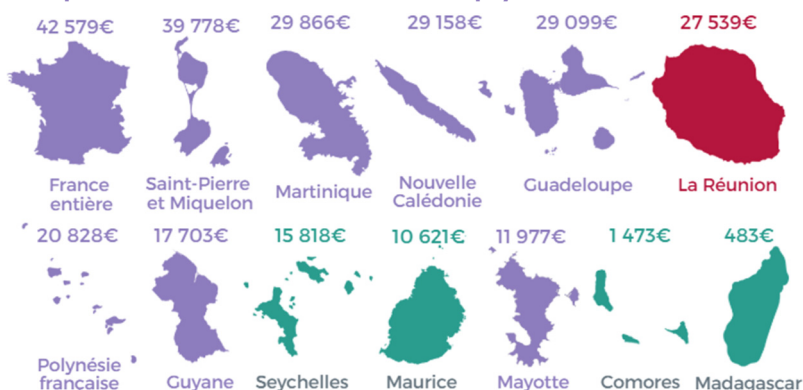 42 579€
39 778€
29 866€
29 158€
29 099€
27 539€
France
entière
Saint-Pierre
et Miquelon
Martinique
Nouvelle
Calédonie
Guadeloupe
La Réunion
20 828€
17 703€
15 818€
10 621€
11 977€
1 473€
483€
Polynésie
française
Guyane
Seychelles
Maurice
Mayotte
Comores
Madagascar